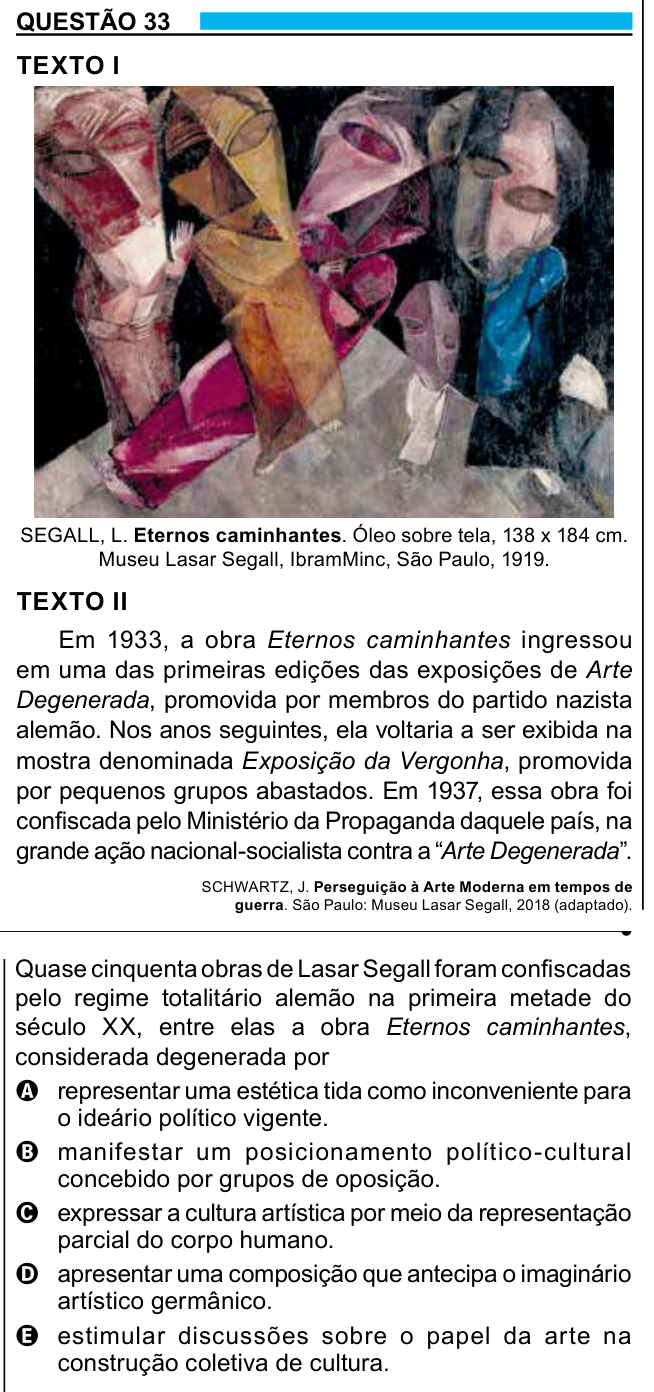 QUESTÃO 33
TEXTO I
SEGALL, L. Eternos caminhantes. Óleo sobre tela, 138 x 184 cm.
Museu Lasar Segall, IbramMinc, São Paulo, 1919.
TEXTO II
Em 1933, a obra Eternos caminhantes ingressou
em uma das primeiras edições das exposições de Arte
Degenerada, promovida por membros do partido nazista
alemão. Nos anos seguintes, ela voltaria a ser exibida na
mostra denominada Exposição da Vergonha, promovida
por pequenos grupos abastados. Em 1937, essa obra foi
confiscada pelo Ministério da Propaganda daquele país, na
grande ação nacional-socialista contra a “Arte Degenerada”.
SCHWARTZ, J. Perseguição à Arte Moderna em tempos de
guerra. São Paulo: Museu Lasar Segall, 2018 (adaptado).
Quase cinquenta obras de Lasar Segall foram confiscadas
pelo regime totalitário alemão na primeira metade do
século XX, entre elas a obra Eternos caminhantes,
considerada degenerada por
A representar uma estética tida como inconveniente para
o ideário político vigente.
B manifestar um posicionamento político-cultural
concebido por grupos de oposição.
C expressar a cultura artística por meio da representação
parcial do corpo humano.
D apresentar uma composição que antecipa o imaginário
artístico germânico.
E estimular discussões sobre o papel da arte na
construção coletiva de cultura.